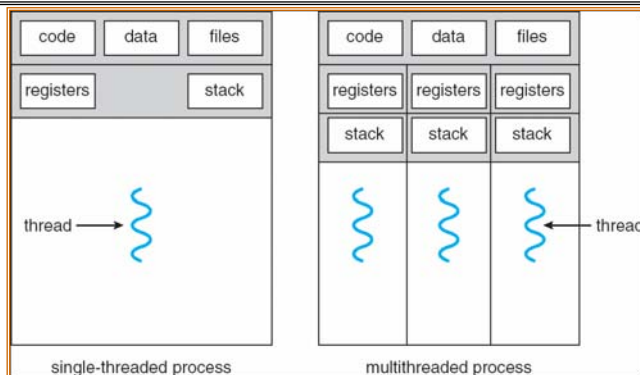 code data files
registers stack
thread
single-threaded process
code data files
registers registers registers
stack stack stack
thread
multithreaded process